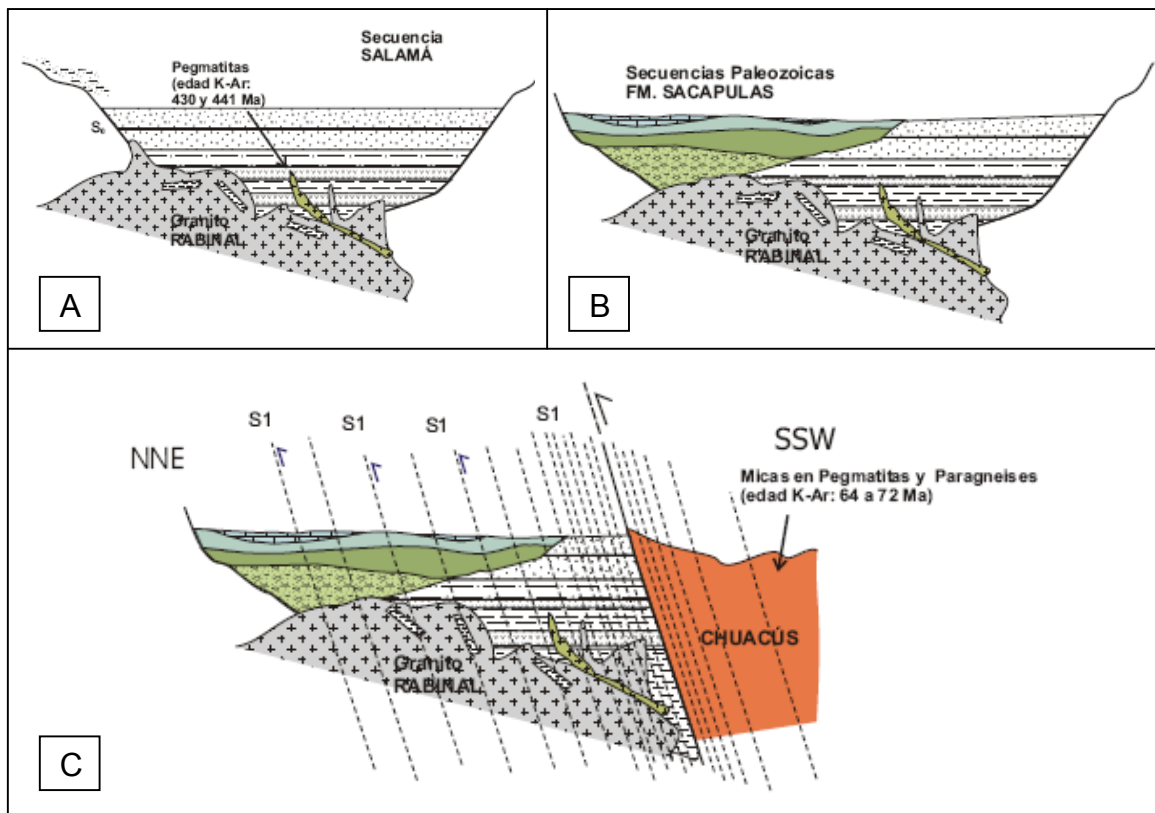 Secuencia
SALAMÁ
Pegmatitas
(edad K-Ar:
430 y 441 Ma)
Granito
RABINAL
A
Secuencias Paleozoicas
FM. SACAPULAS
Granito
RABINAL
B
S1
S1
S1
S1
NNE
SSW
Micas en Pegmatitas y Paragneises
(edad K-Ar: 64 a 72 Ma)
CHUACÚS
Granito
RABINAL
C